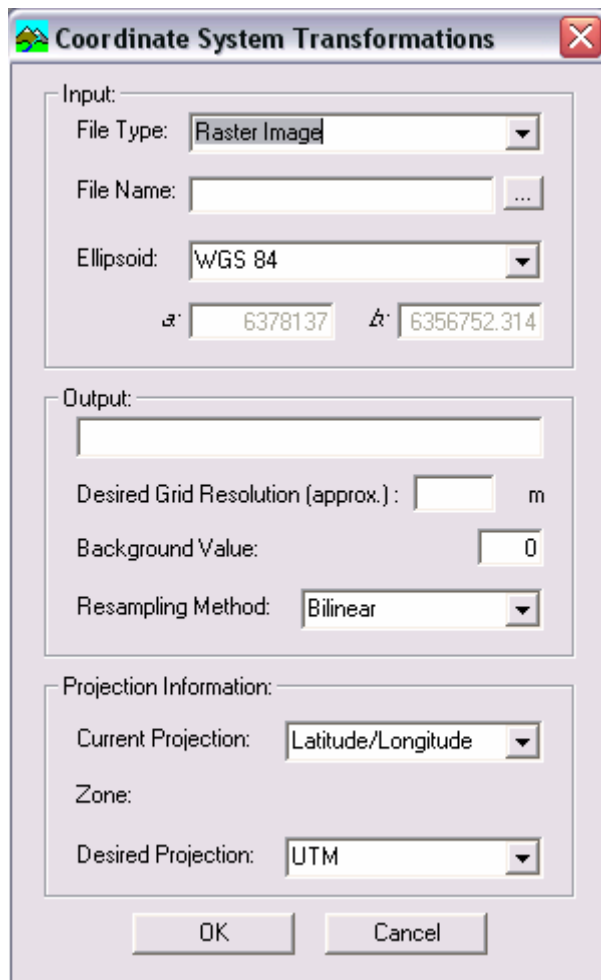 Coordinate System Transformations
Input:
File Type: Raster Image
File Name: ...
Ellipsoid: WGS 84
a: 6378137 b: 6356752.314
Output:
Desired Grid Resolution (approx.) : m
Background Value: 0
Resampling Method: Bilinear
Projection Information:
Current Projection: Latitude/Longitude
Zone:
Desired Projection: UTM
OK Cancel